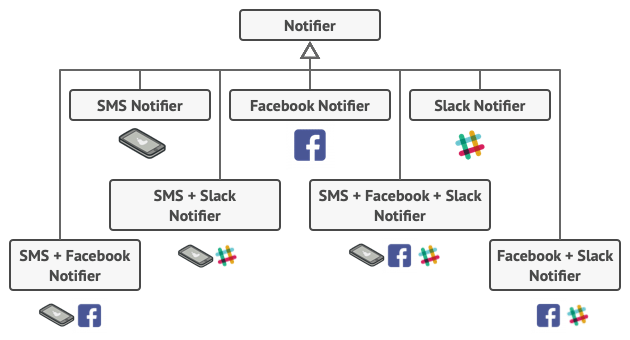 Notifier
SMS Notifier
Facebook Notifier
Slack Notifier
SMS + Slack
Notifier
SMS + Facebook + Slack
Notifier
SMS + Facebook
Notifier
Facebook + Slack
Notifier